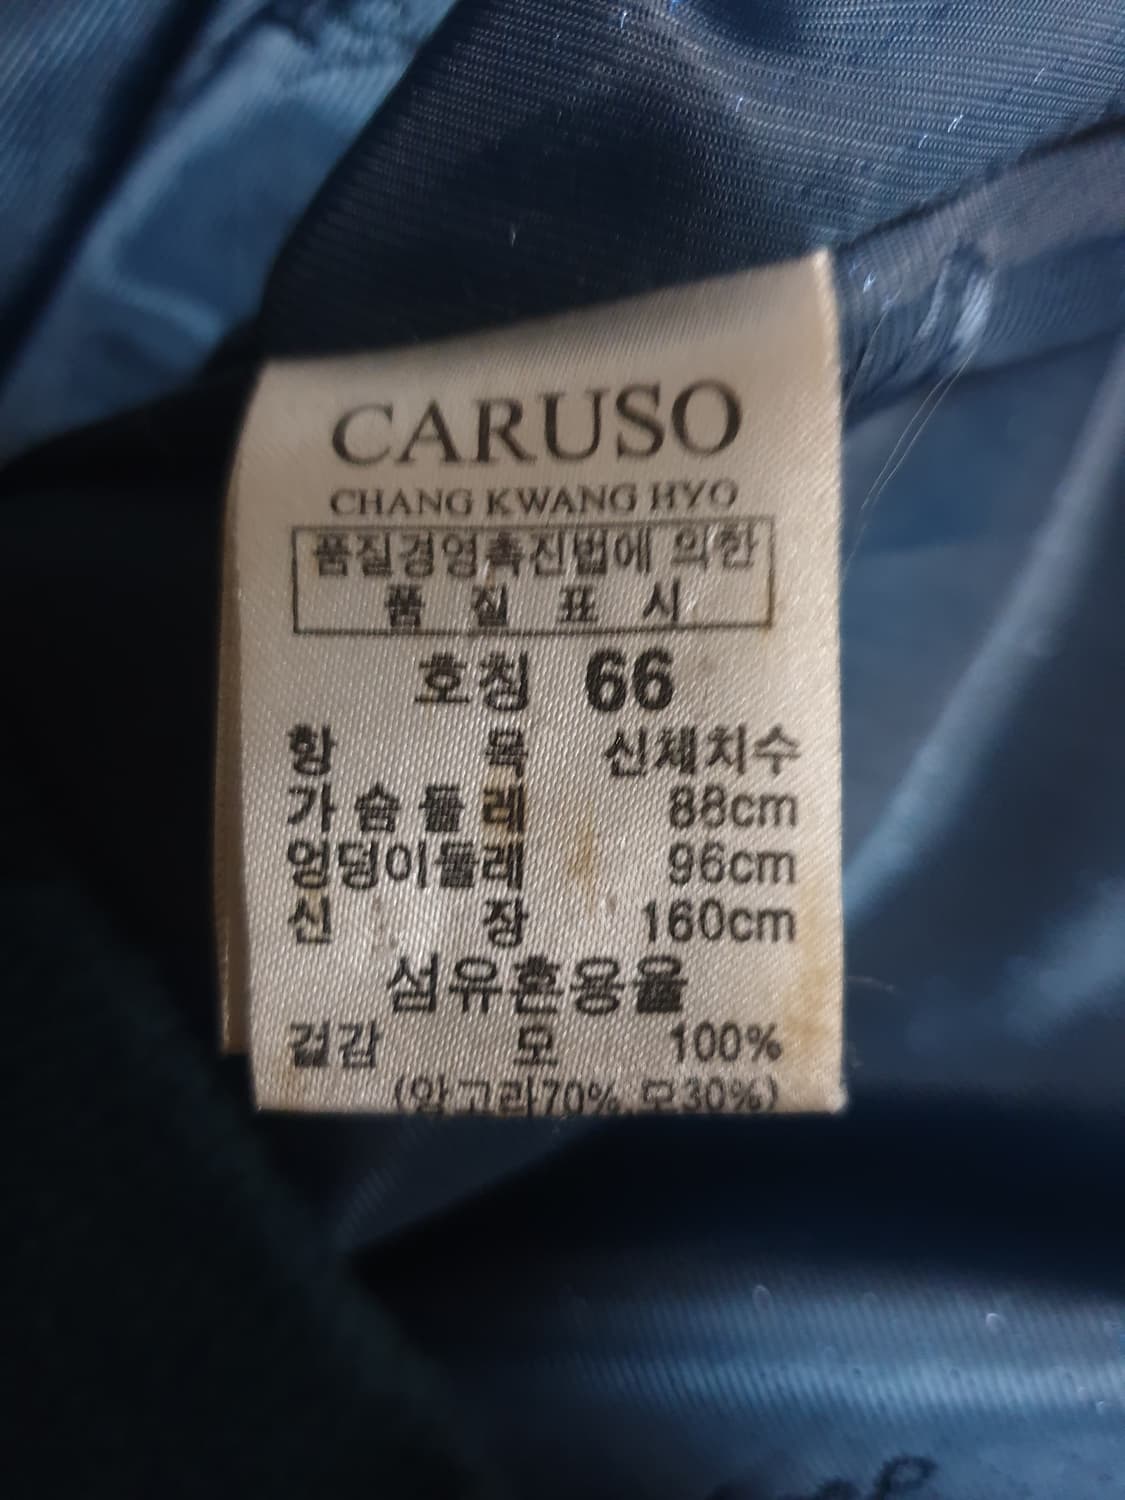 CARUSO
CHANG KWANG HYO
품질경영촉진법에 의한
품 질 표 시
호칭 66
항 목 신체치수
가슴둘레 88cm
엉덩이둘레 96cm
신 장 160cm
섬유혼용율
겉감 모 100%
(앙고라70%,모30%)